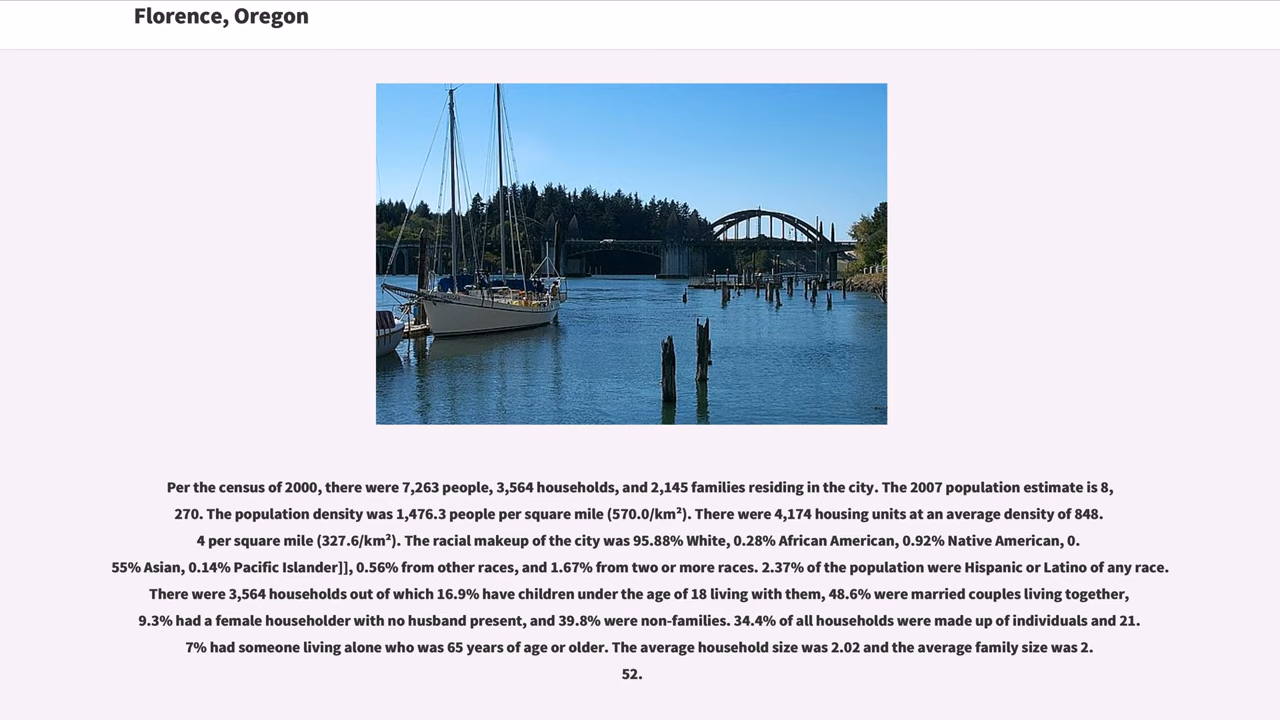 Florence, Oregon
Per the census of 2000, there were 7,263 people, 3,564 households, and 2,145 families residing in the city. The 2007 population estimate is 8,
270. The population density was 1,476.3 people per square mile (570.0/km²). There were 4,174 housing units at an average density of 848.
4 per square mile (327.6/km²). The racial makeup of the city was 95.88% White, 0.28% African American, 0.92% Native American, 0.
55% Asian, 0.14% Pacific Islander]], 0.56% from other races, and 1.67% from two or more races. 2.37% of the population were Hispanic or Latino of any race.
There were 3,564 households out of which 16.9% have children under the age of 18 living with them, 48.6% were married couples living together,
9.3% had a female householder with no husband present, and 39.8% were non-families. 34.4% of all households were made up of individuals and 21.
7% had someone living alone who was 65 years of age or older. The average household size was 2.02 and the average family size was 2.
52.